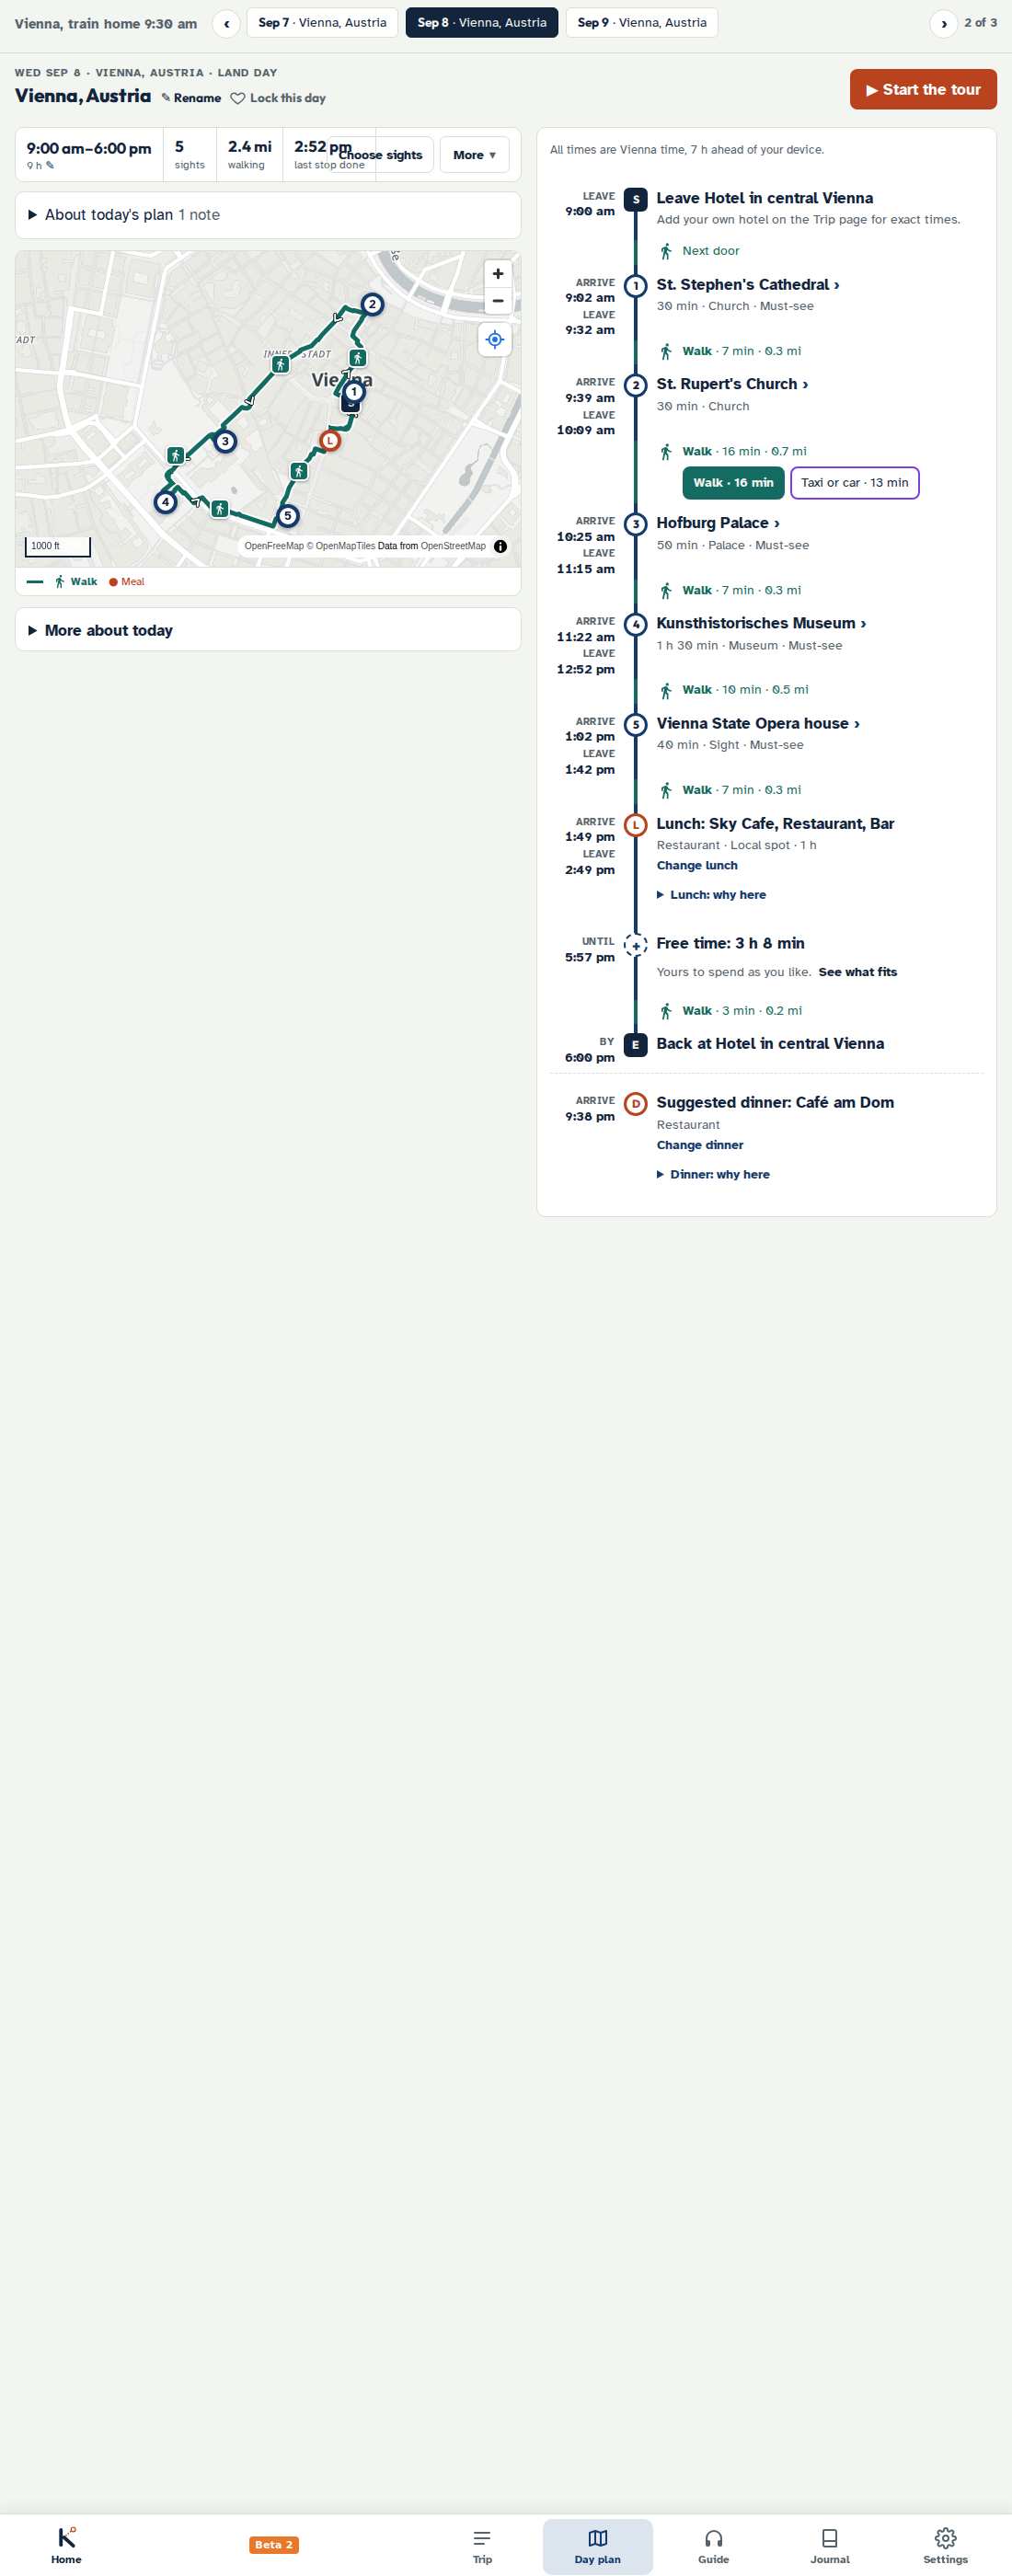 Vienna, train home 9:30 am
‹
Sep 7 · Vienna, Austria
Sep 8 · Vienna, Austria
Sep 9 · Vienna, Austria
›
2 of 3
WED SEP 8 · VIENNA, AUSTRIA · LAND DAY
Vienna, Austria
✎ Rename
Lock this day
▶ Start the tour
9:00 am–6:00 pm
9 h ✎
5
sights
2.4 mi
walking
2:52 pm
last stop done
Choose sights
More ▼
▶ About today's plan 1 note
ADT
INNERE STADT
Vienna
2
1
3
L
4
5
+
−
1000 ft
OpenFreeMap © OpenMapTiles Data from OpenStreetMap
Walk
Meal
▶ More about today
All times are Vienna time, 7 h ahead of your device.
LEAVE
9:00 am
S
Leave Hotel in central Vienna
Add your own hotel on the Trip page for exact times.
Next door
ARRIVE
9:02 am
LEAVE
9:32 am
1
St. Stephen's Cathedral ›
30 min · Church · Must-see
Walk · 7 min · 0.3 mi
ARRIVE
9:39 am
LEAVE
10:09 am
2
St. Rupert's Church ›
30 min · Church
Walk · 16 min · 0.7 mi
Walk · 16 min
Taxi or car · 13 min
ARRIVE
10:25 am
LEAVE
11:15 am
3
Hofburg Palace ›
50 min · Palace · Must-see
Walk · 7 min · 0.3 mi
ARRIVE
11:22 am
LEAVE
12:52 pm
4
Kunsthistorisches Museum ›
1 h 30 min · Museum · Must-see
Walk · 10 min · 0.5 mi
ARRIVE
1:02 pm
LEAVE
1:42 pm
5
Vienna State Opera house ›
40 min · Sight · Must-see
Walk · 7 min · 0.3 mi
ARRIVE
1:49 pm
LEAVE
2:49 pm
L
Lunch: Sky Cafe, Restaurant, Bar
Restaurant · Local spot · 1 h
Change lunch
▶ Lunch: why here
UNTIL
5:57 pm
+
Free time: 3 h 8 min
Yours to spend as you like. See what fits
Walk · 3 min · 0.2 mi
BY
6:00 pm
E
Back at Hotel in central Vienna
ARRIVE
9:38 pm
D
Suggested dinner: Café am Dom
Restaurant
Change dinner
▶ Dinner: why here
Home
Beta 2
Trip
Day plan
Guide
Journal
Settings